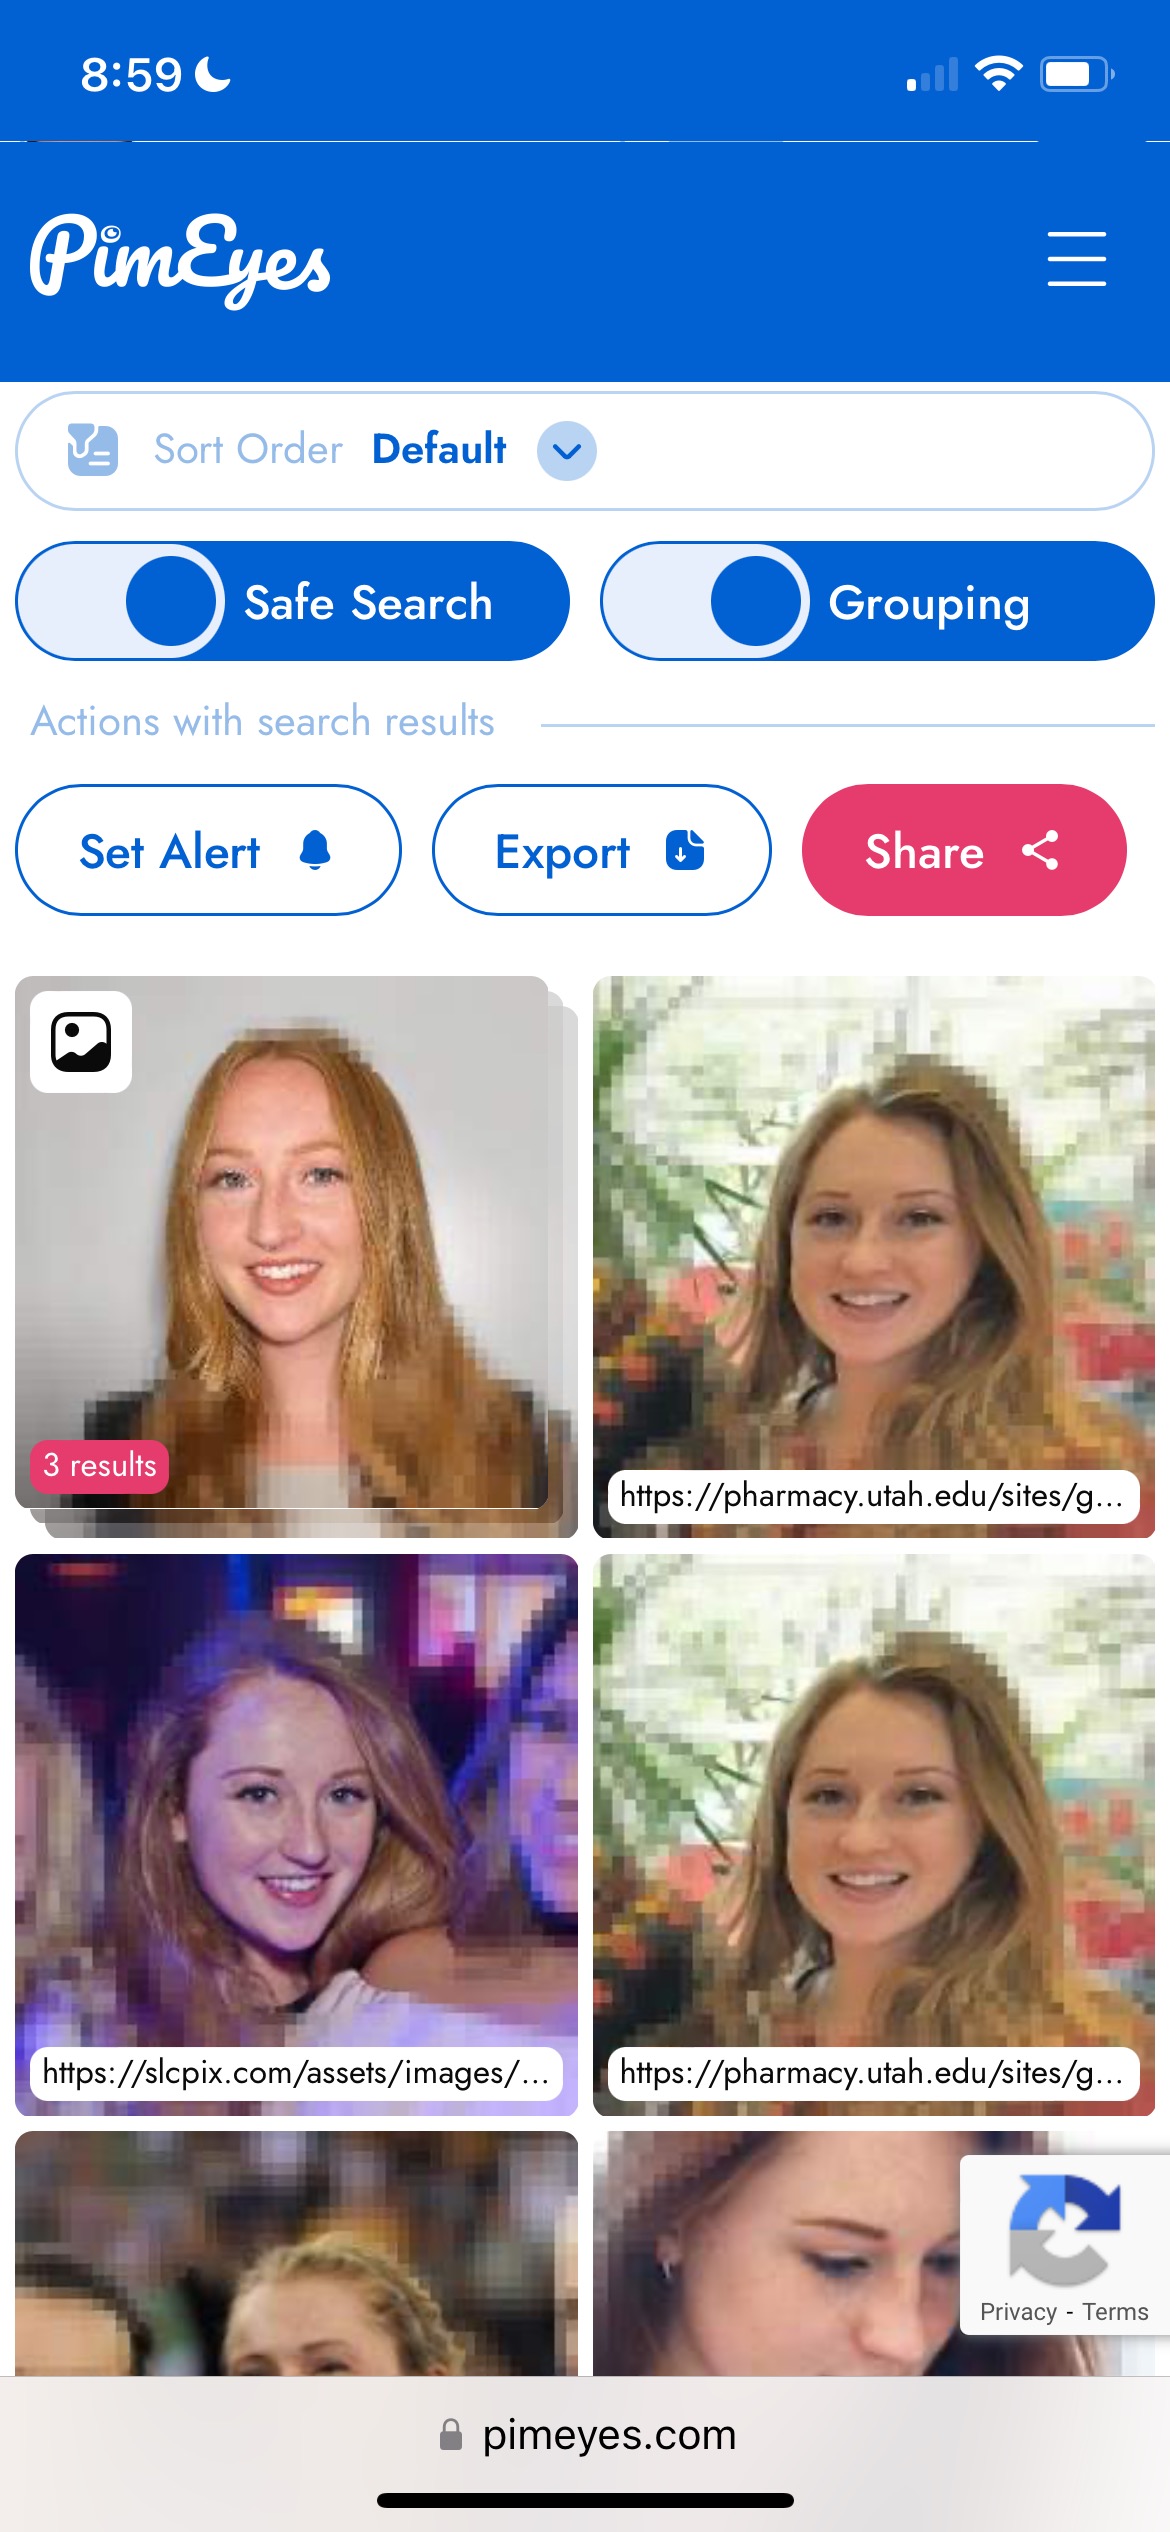 8:59
PimEyes
Sort Order Default
Safe Search
Grouping
Actions with search results
Set Alert
Export
Share
3 results
https://pharmacy.utah.edu/sites/g...
https://slcpix.com/assets/images/...
https://pharmacy.utah.edu/sites/g...
Privacy - Terms
pimeyes.com